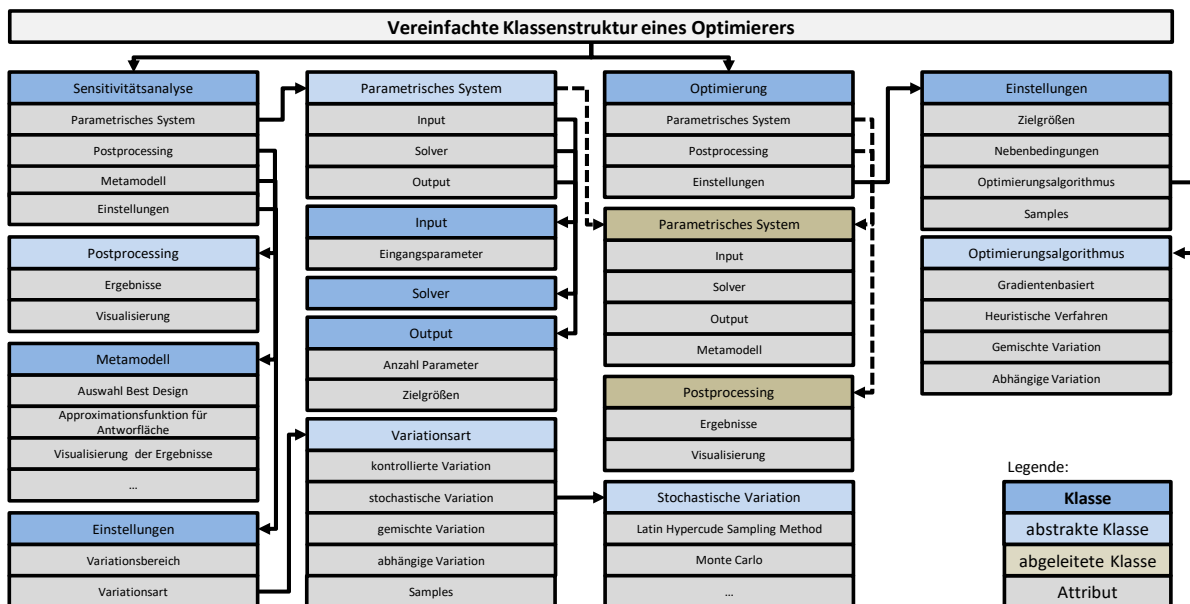 Vereinfachte Klassenstruktur eines Optimierers
Sensitivitätsanalyse
Parametrisches System
Postprocessing
Metamodell
Einstellungen
Postprocessing
Ergebnisse
Visualisierung
Metamodell
Auswahl Best Design
Approximationsfunktion für
Antworfläche
Visualisierung der Ergebnisse
...
Einstellungen
Variationsbereich
Variationsart
Parametrisches System
Input
Solver
Output
Input
Eingangsparameter
Solver
Output
Anzahl Parameter
Zielgrößen
Variationsart
kontrollierte Variation
stochastische Variation
gemischte Variation
abhängige Variation
Samples
Optimierung
Parametrisches System
Postprocessing
Einstellungen
Parametrisches System
Input
Solver
Output
Metamodell
Postprocessing
Ergebnisse
Visualisierung
Stochastische Variation
Latin Hypercude Sampling Method
Monte Carlo
...
Einstellungen
Zielgrößen
Nebenbedingungen
Optimierungsalgorithmus
Samples
Optimierungsalgorithmus
Gradientenbasiert
Heuristische Verfahren
Gemischte Variation
Abhängige Variation
Legende:
Klasse
abstrakte Klasse
abgeleitete Klasse
Attribut